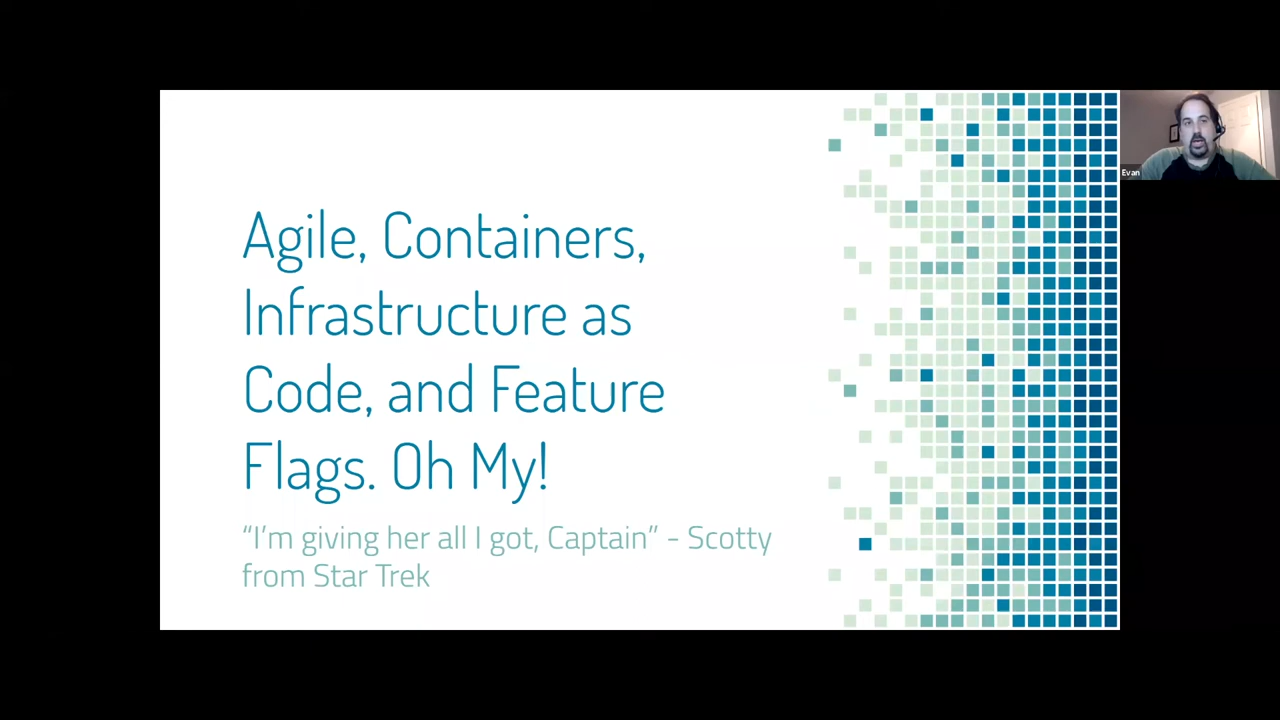 Agile, Containers,
Infrastructure as
Code, and Feature
Flags. Oh My!
“I’m giving her all I got, Captain” - Scotty
from Star Trek
Evan